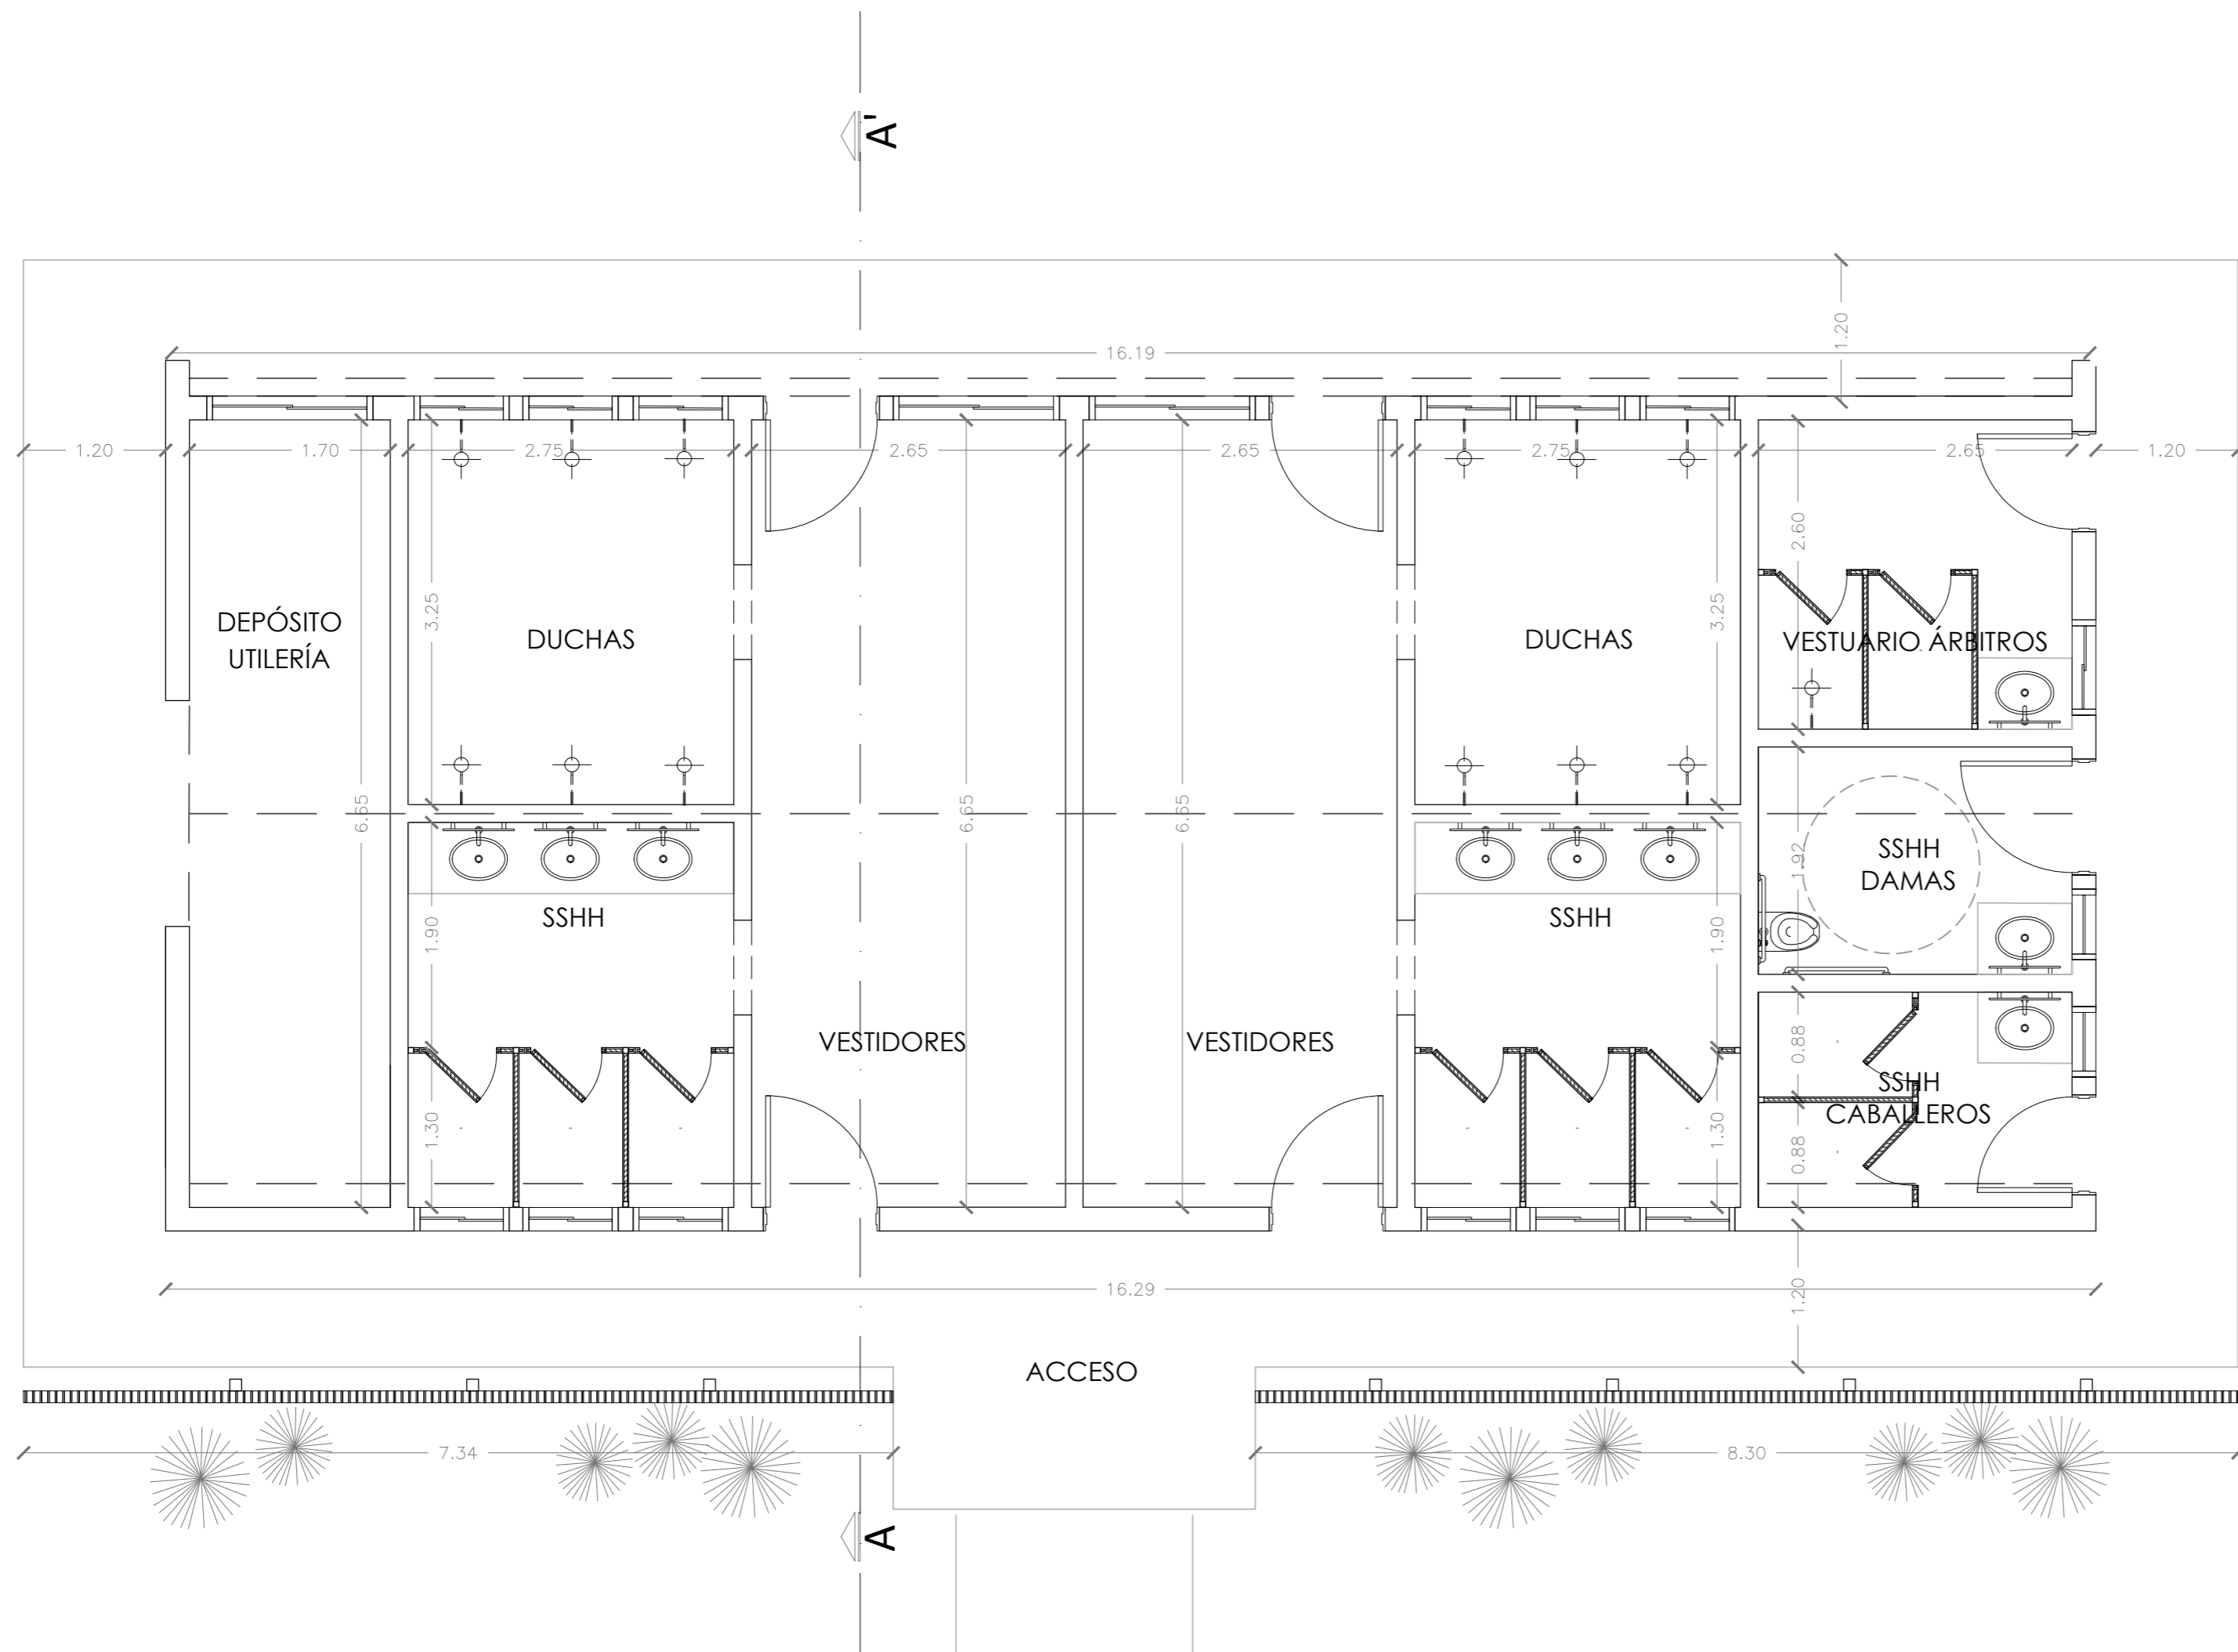 A'
1.20
16.19
1.20
1.70
2.75
2.65
2.65
2.75
2.65
1.20
2.60
3.25
3.25
DEPÓSITO
UTILERÍA
DUCHAS
DUCHAS
VESTUARIO ÁRBITROS
6.65
6.65
6.65
1.92
SSHH
DAMAS
SSHH
SSHH
1.90
1.90
VESTIDORES
VESTIDORES
0.88
SSHH
CABALLEROS
1.30
1.30
0.88
16.29
1.20
ACCESO
7.34
8.30
A